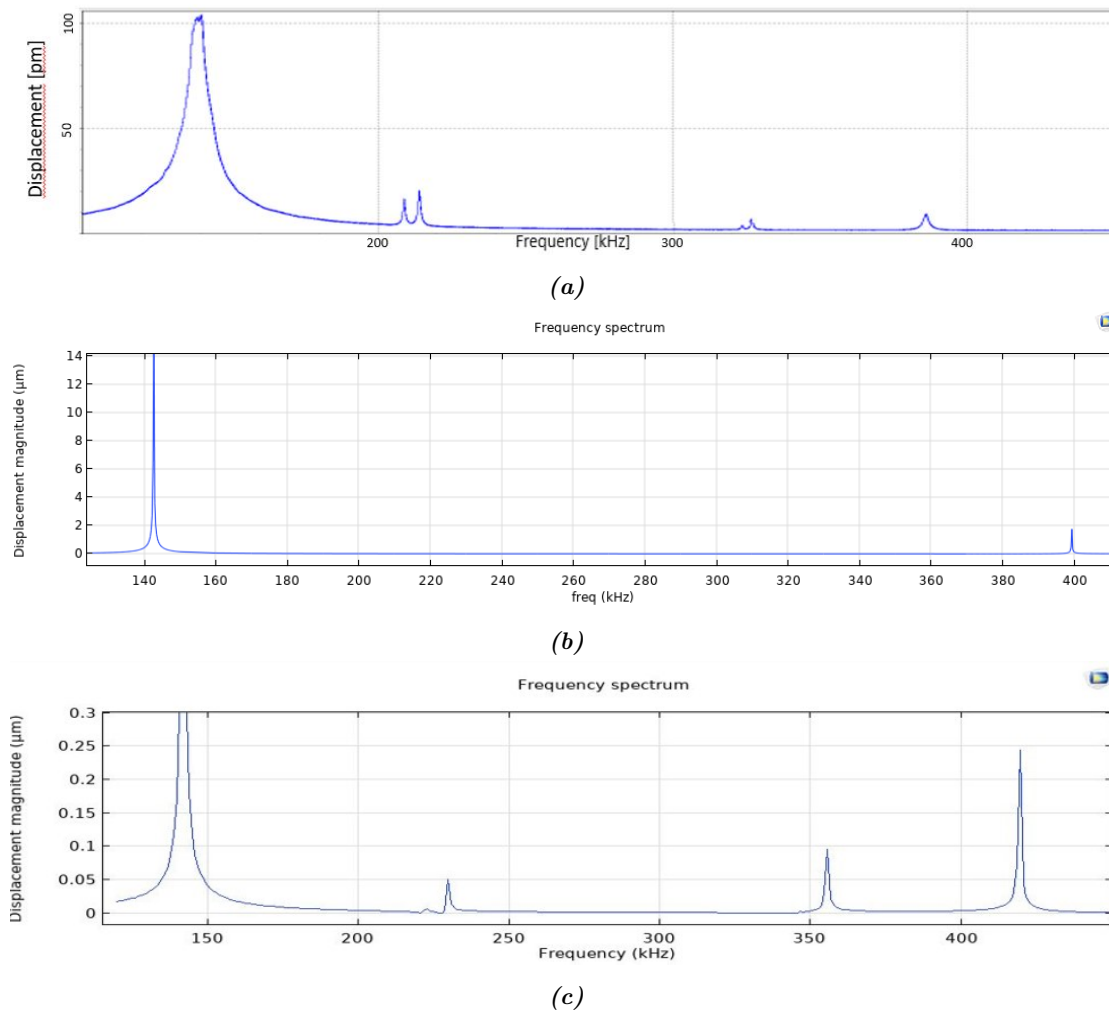 100
50
Displacement [pm]
200 300 400
Frequency [kHz]
(a)
Frequency spectrum
Displacement magnitude (µm)
14
12
10
8
6
4
2
0
140 160 180 200 220 240 260 280 300 320 340 360 380 400
freq (kHz)
(b)
Frequency spectrum
Displacement magnitude (µm)
0.3
0.25
0.2
0.15
0.1
0.05
0
150 200 250 300 350 400
Frequency (kHz)
(c)